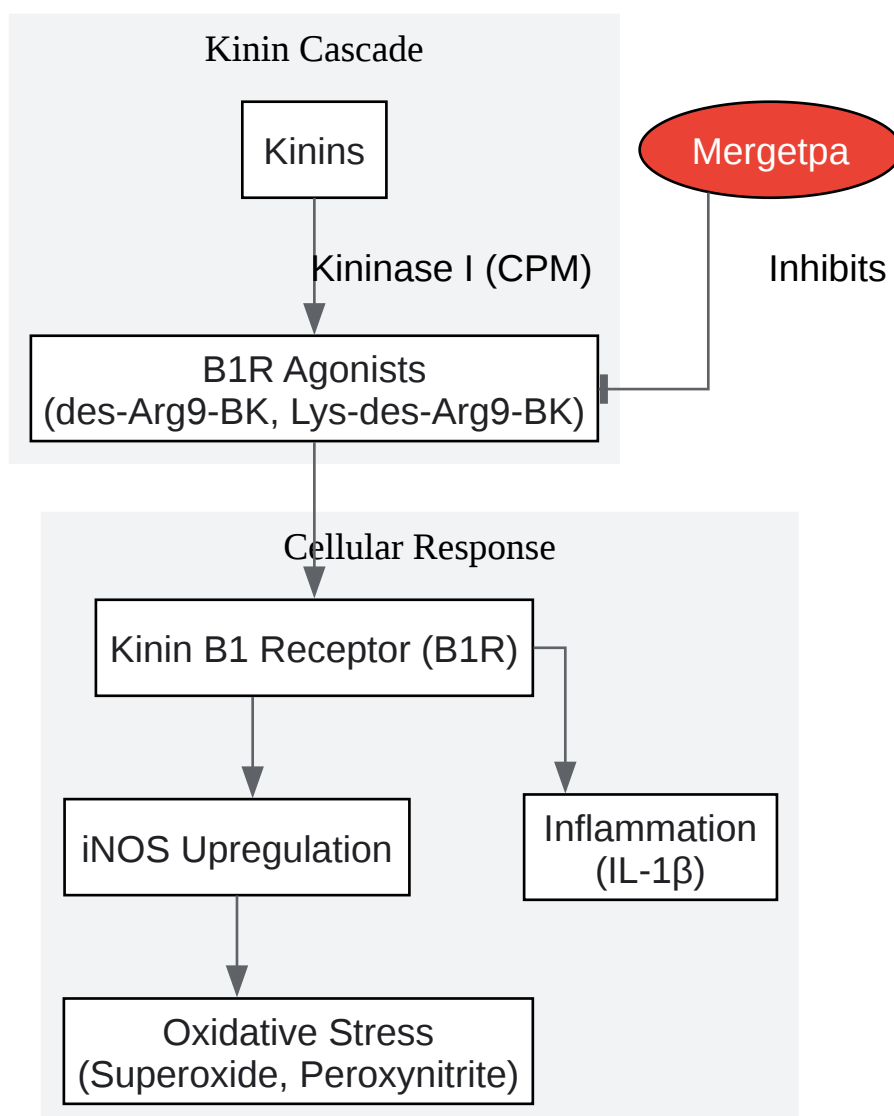 Kinin Cascade
Kinins
Mergetpa
Kininase I (CPM)
Inhibits
B1R Agonists
(des-Arg9-BK, Lys-des-Arg9-BK)
Cellular Response
Kinin B1 Receptor (B1R)
iNOS Upregulation
Inflammation
(IL-1β)
Oxidative Stress
(Superoxide, Peroxynitrite)